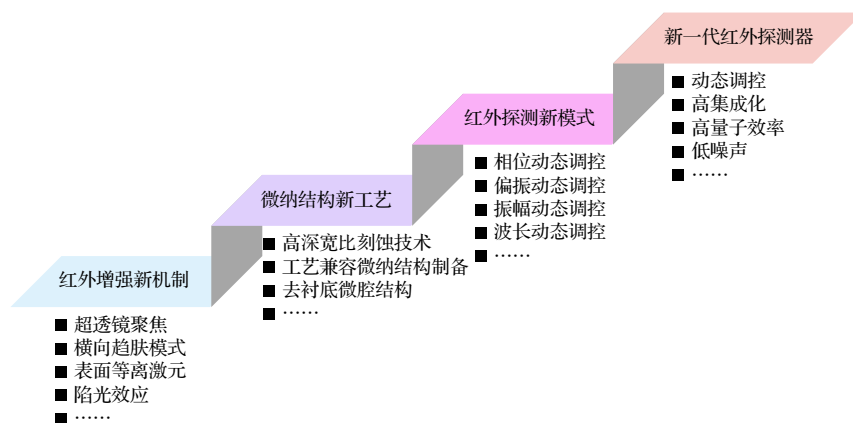 新一代红外探测器
■ 动态调控
■ 高集成化
■ 高量子效率
■ 低噪声
■ ……
红外探测新模式
■ 相位动态调控
■ 偏振动态调控
■ 振幅动态调控
■ 波长动态调控
■ ……
微纳结构新工艺
■ 高深宽比刻蚀技术
■ 工艺兼容微纳结构制备
■ 去衬底微腔结构
■ ……
红外增强新机制
■ 超透镜聚焦
■ 横向趋肤模式
■ 表面等离激元
■ 陷光效应
■ ……